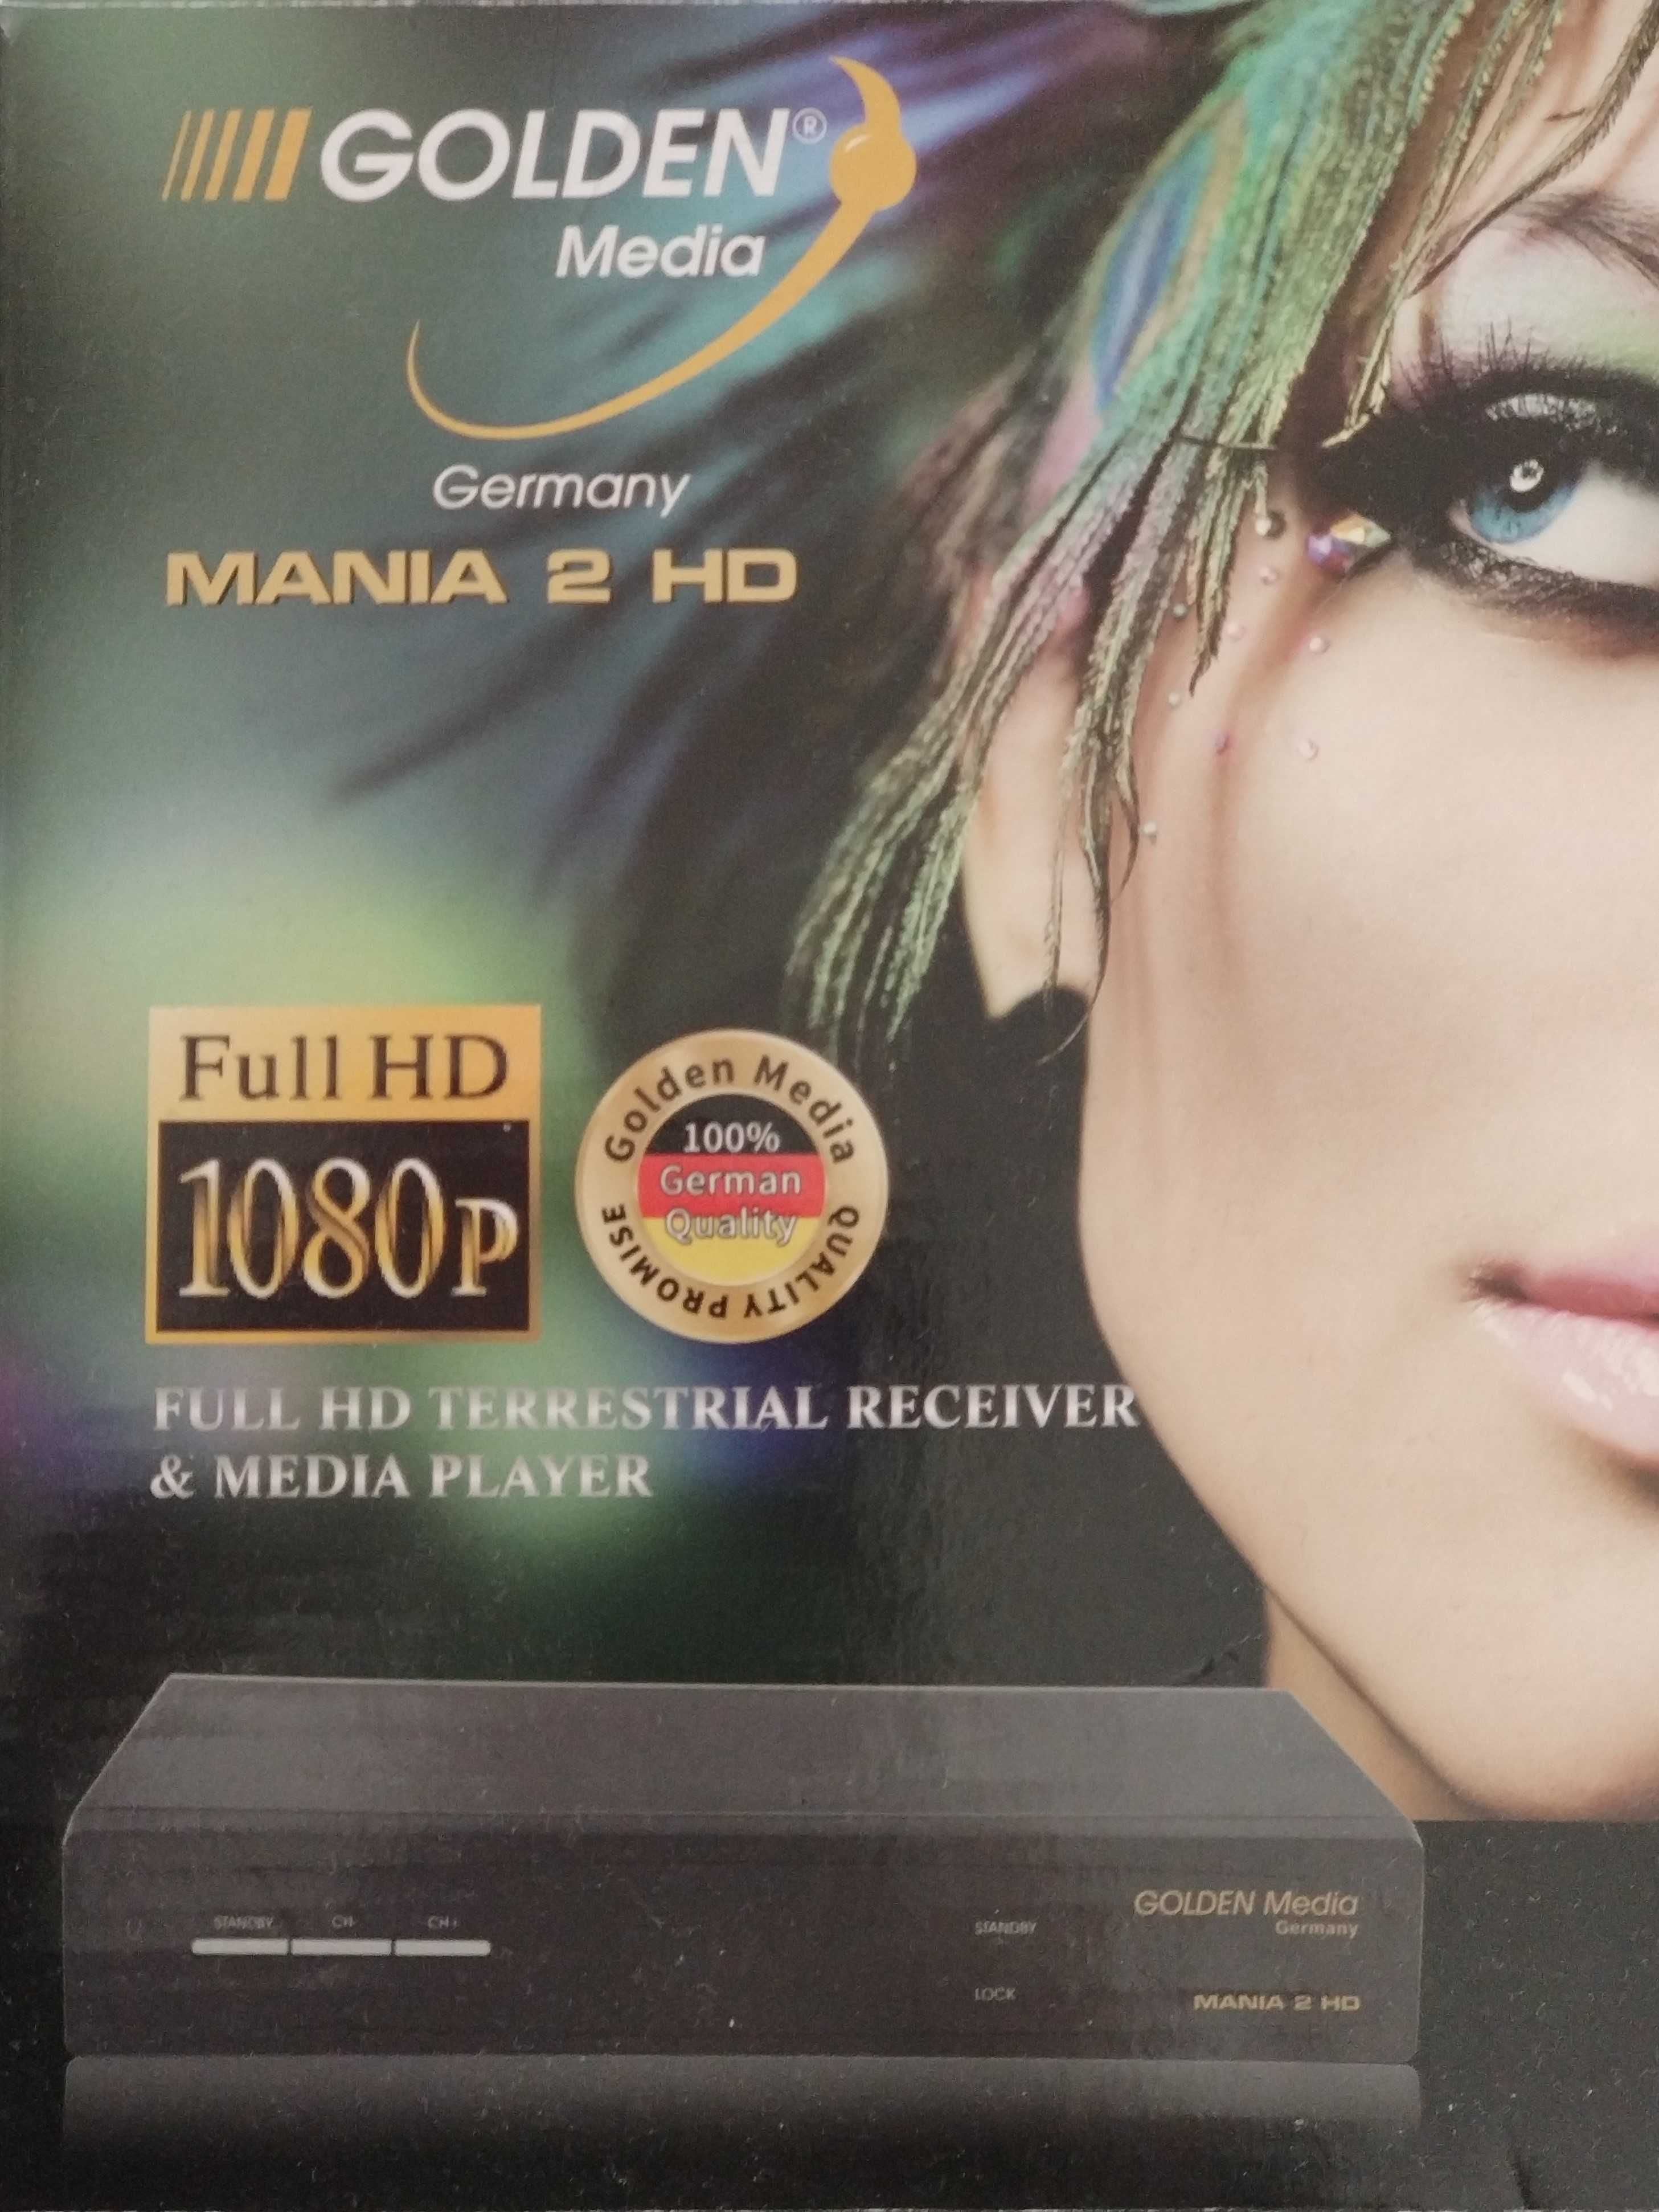 GOLDEN®
Media
Germany
MANIA 2 HD
Full HD
1080P
Golden Media
100%
German
Quality
QUALITY PROMISE
FULL HD TERRESTRIAL RECEIVER
& MEDIA PLAYER
STANDBY CH- CH+
STANDBY
LOCK
GOLDEN Media
Germany
MANIA 2 HD